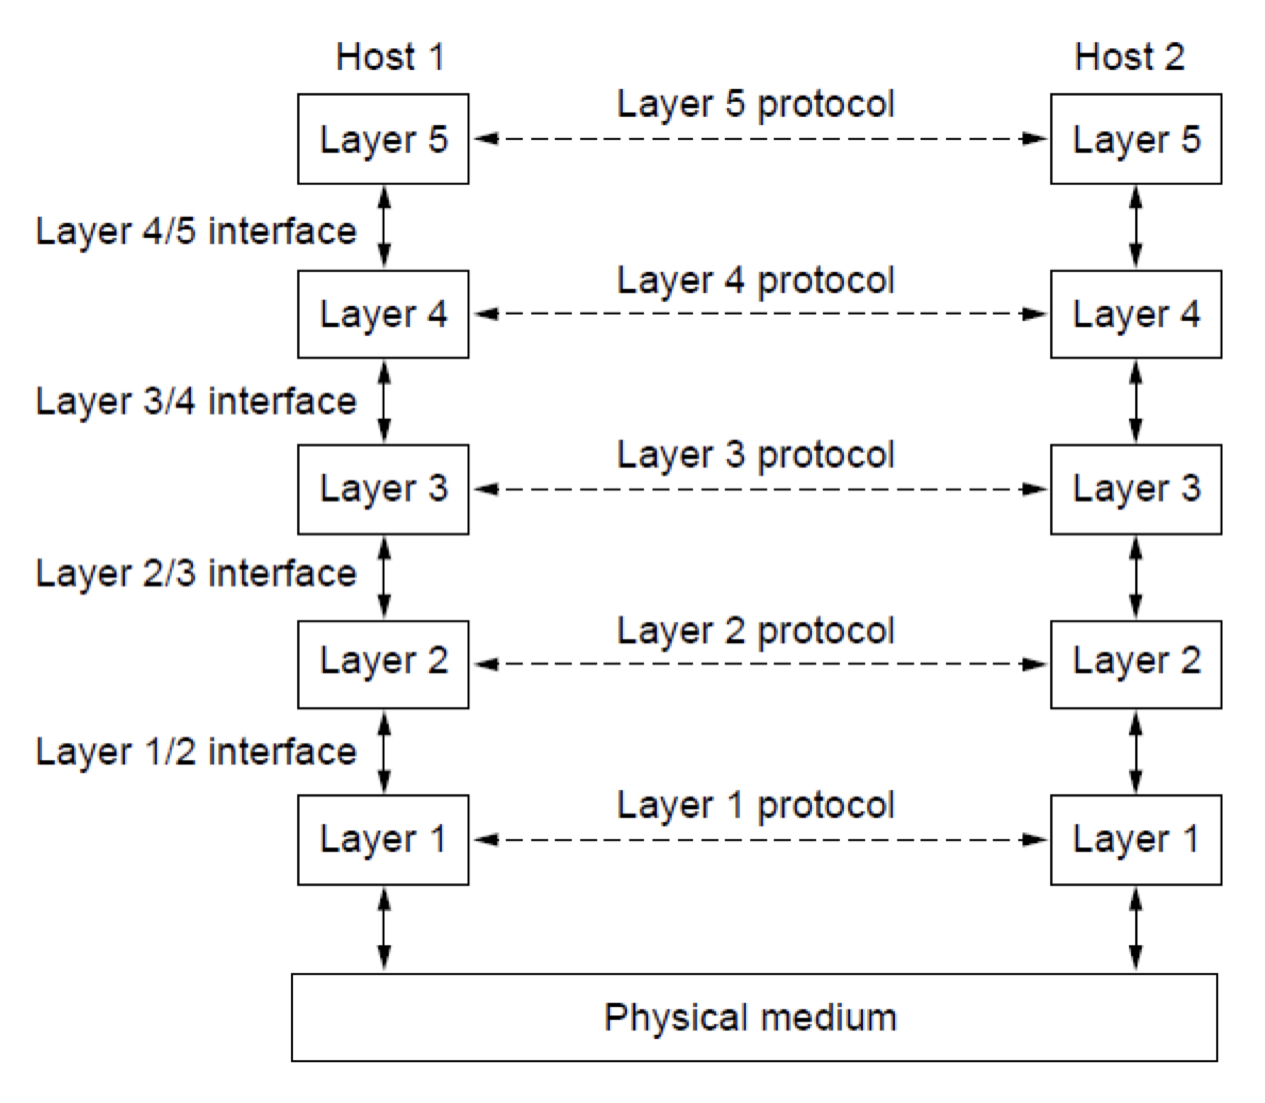 Host 1
Host 2
Layer 5 protocol
Layer 5
Layer 5
Layer 4/5 interface
Layer 4 protocol
Layer 4
Layer 4
Layer 3/4 interface
Layer 3 protocol
Layer 3
Layer 3
Layer 2/3 interface
Layer 2 protocol
Layer 2
Layer 2
Layer 1/2 interface
Layer 1 protocol
Layer 1
Layer 1
Physical medium